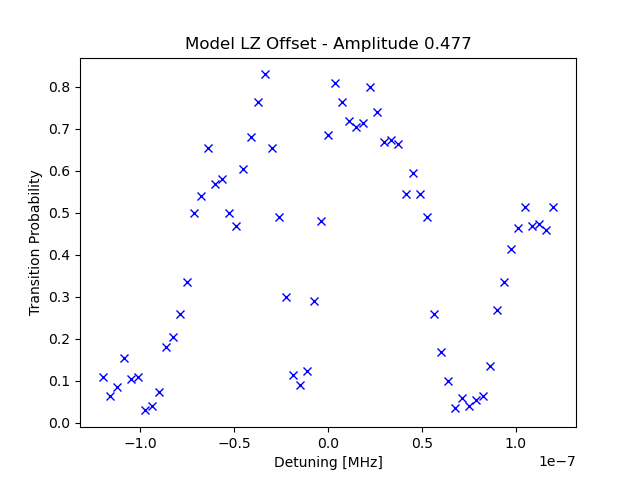 Model LZ Offset - Amplitude 0.477
Transition Probability
0.8
0.7
0.6
0.5
0.4
0.3
0.2
0.1
0.0
−1.0 −0.5 0.0 0.5 1.0
1e−7
Detuning [MHz]